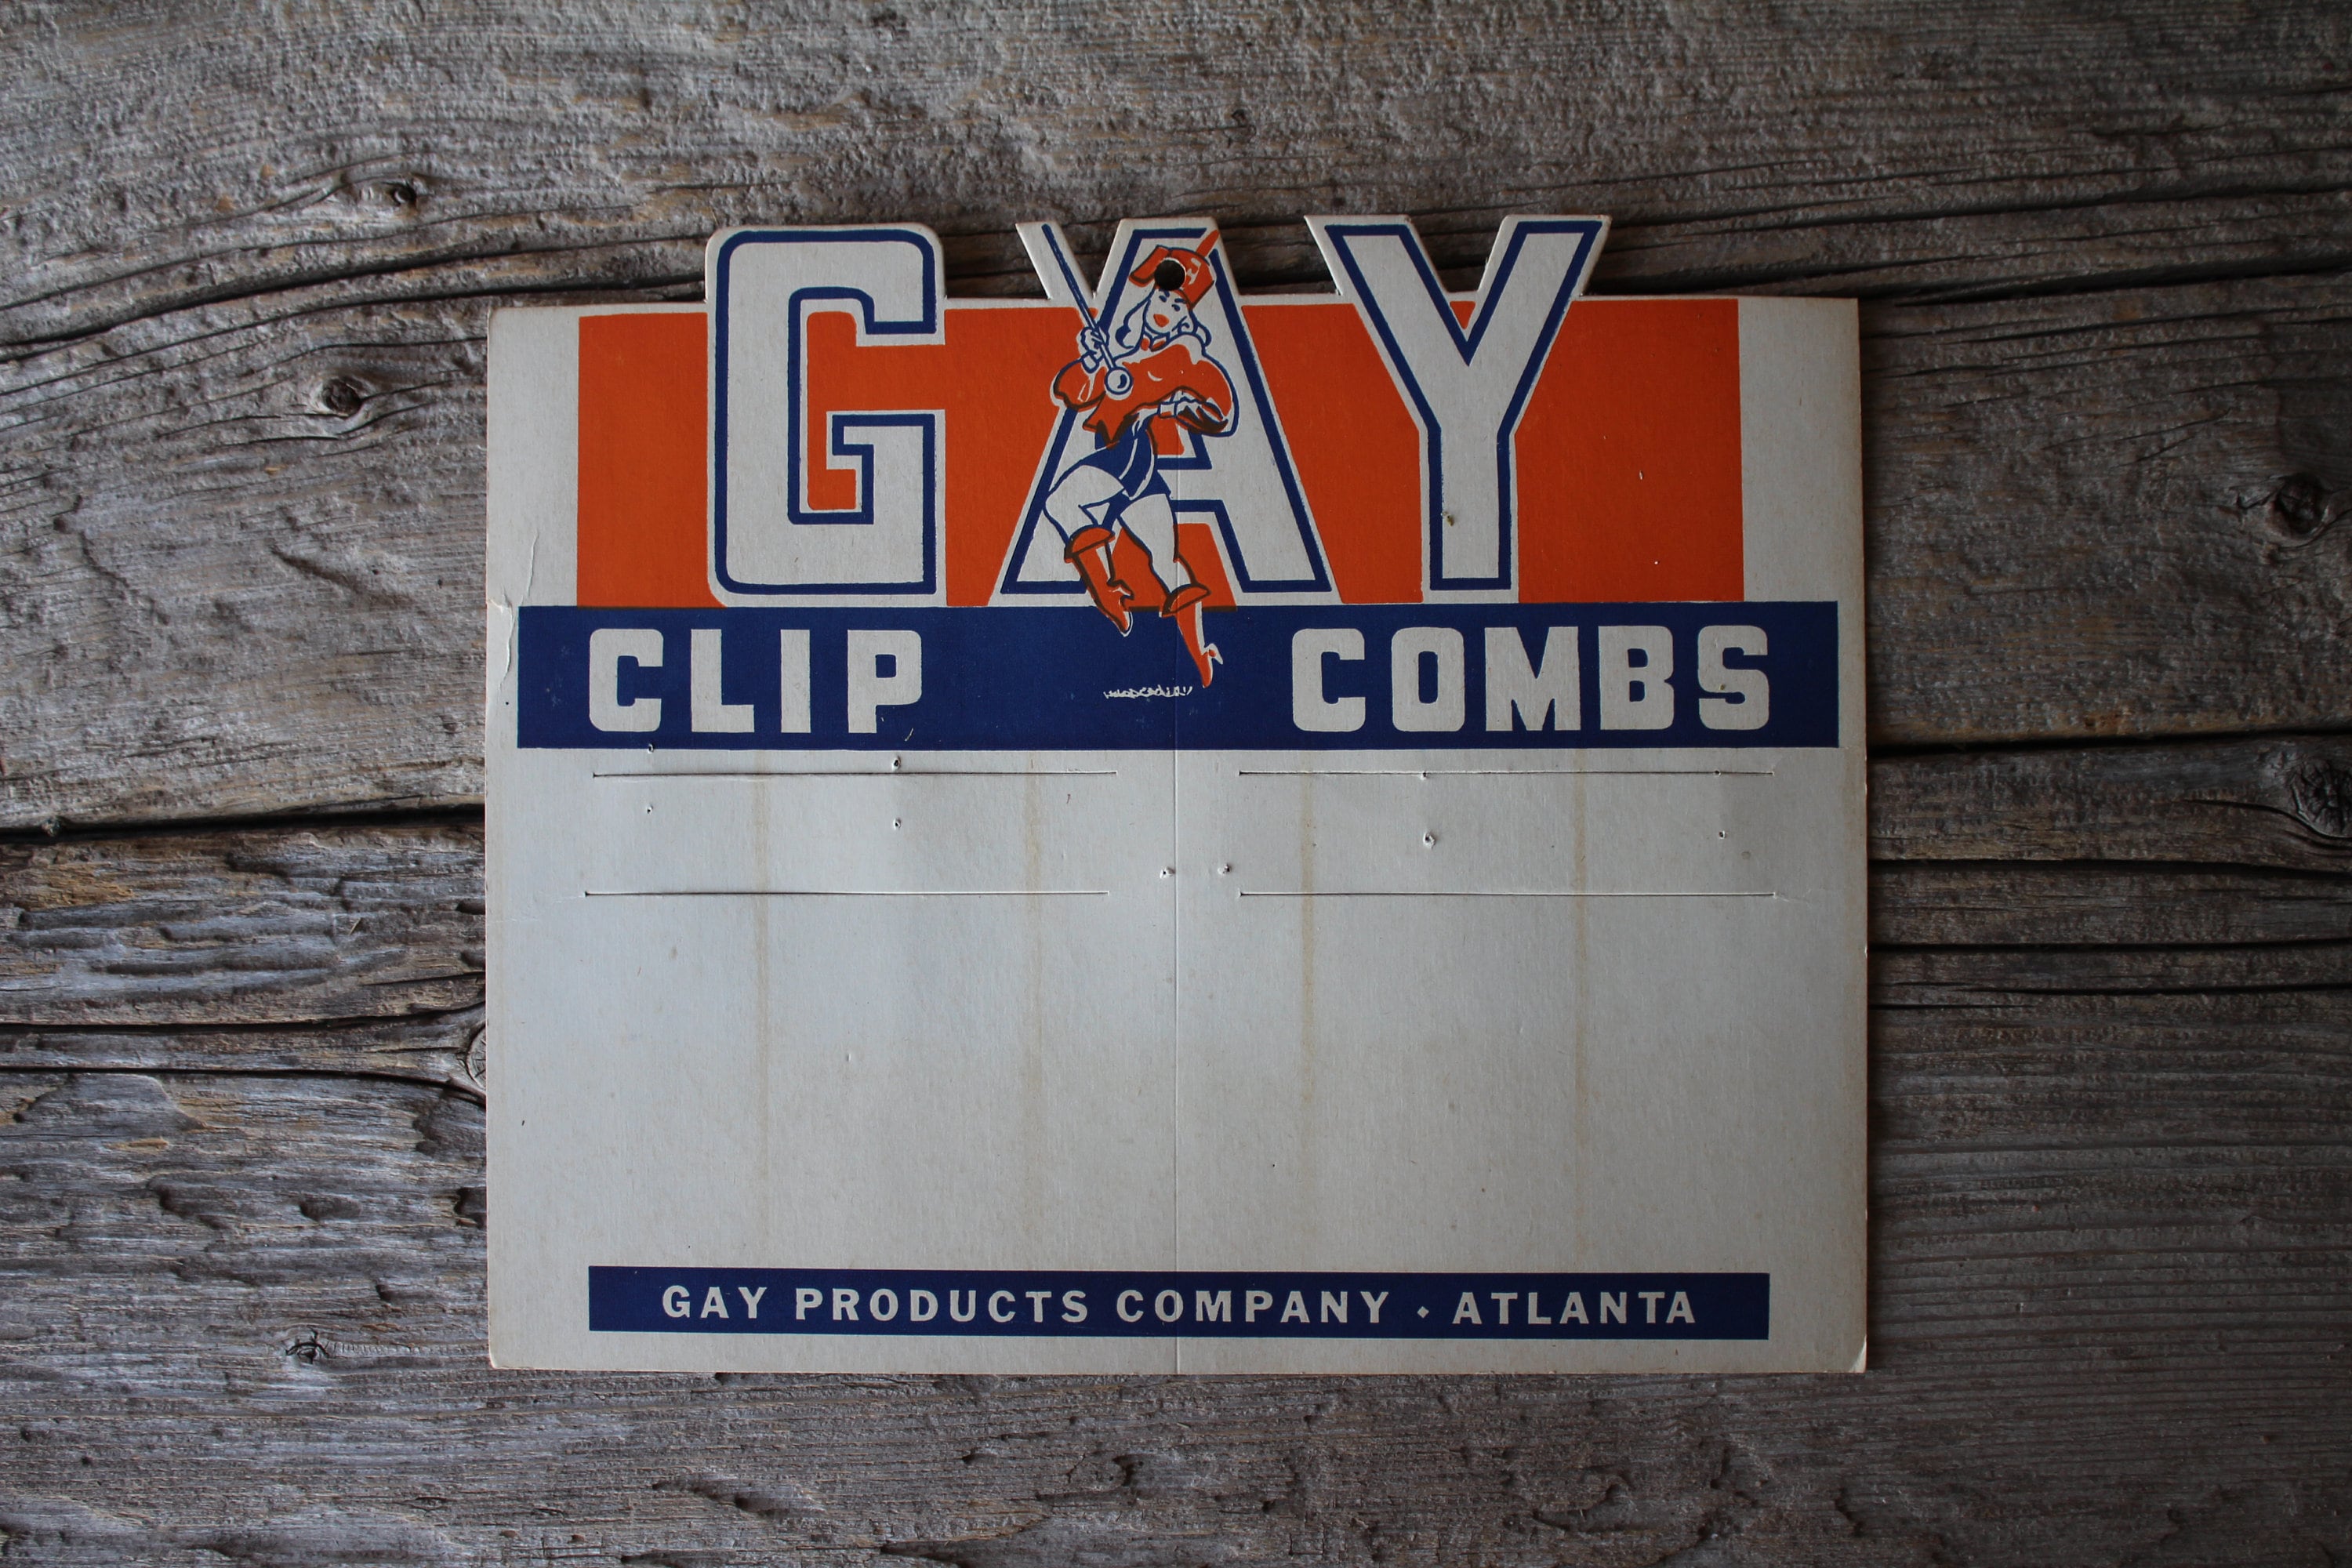 GAY
CLIP COMBS
GAY PRODUCTS COMPANY • ATLANTA